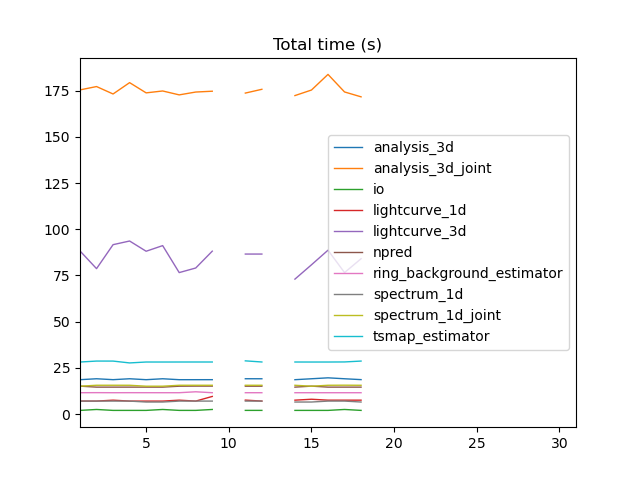 Total time (s)
175
150
125
100
75
50
25
0
analysis_3d
analysis_3d_joint
io
lightcurve_1d
lightcurve_3d
npred
ring_background_estimator
spectrum_1d
spectrum_1d_joint
tsmap_estimator
5 10 15 20 25 30